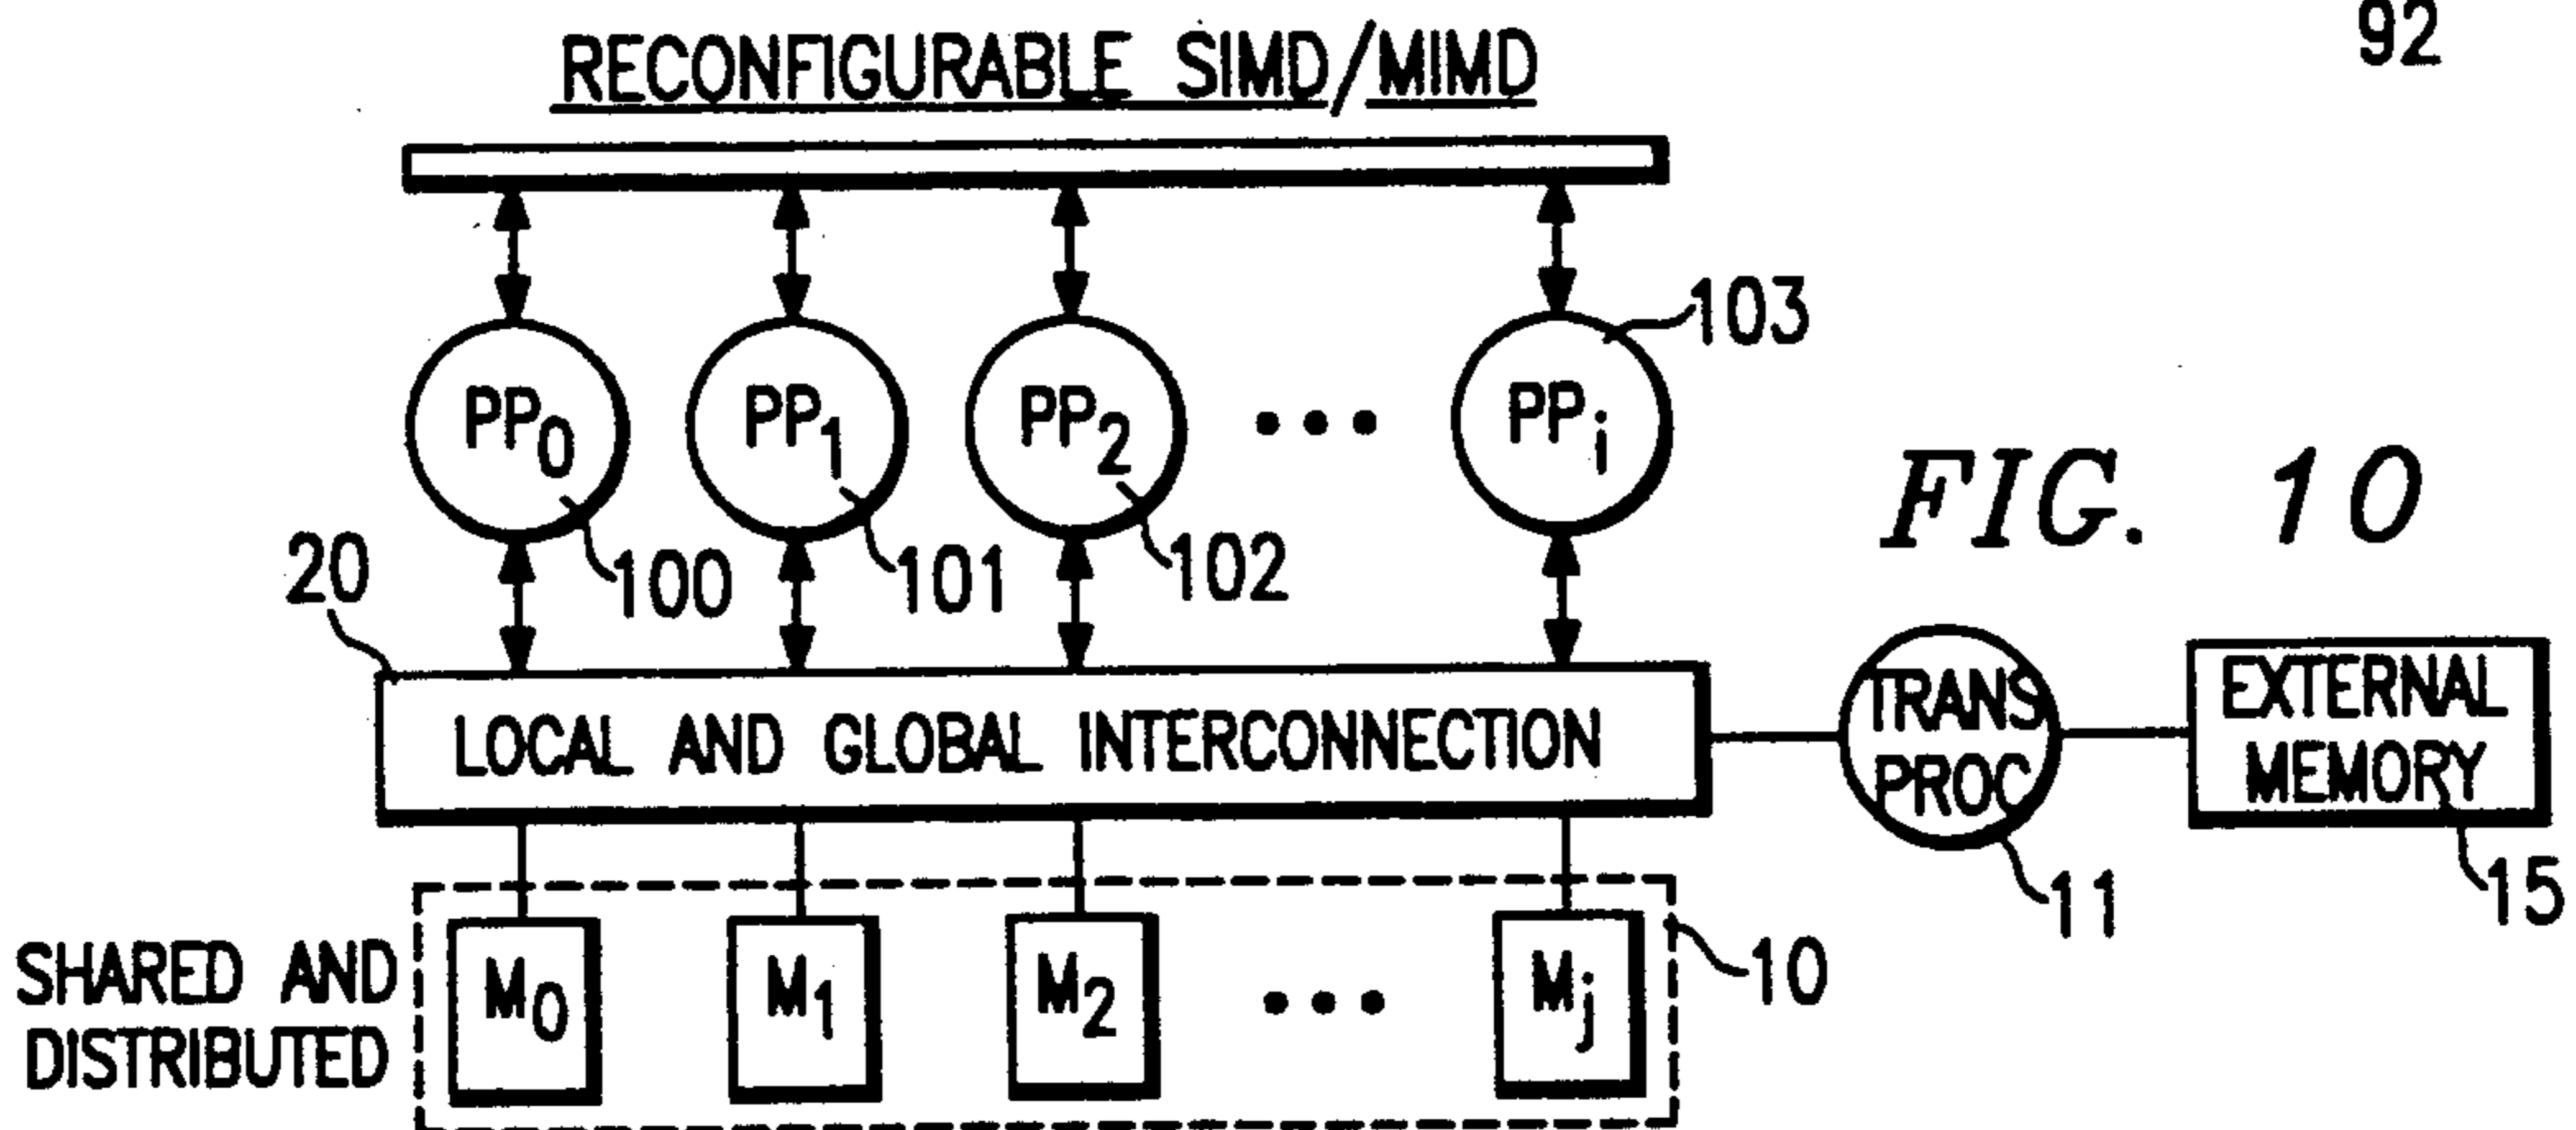 92
RECONFIGURABLE SIMD/MIMD
PP0 PP1 PP2 ••• PPi
103
FIG. 10
20 100 101 102
LOCAL AND GLOBAL INTERCONNECTION
TRANS
PROC
EXTERNAL
MEMORY
11
15
SHARED AND
DISTRIBUTED
M0 M1 M2 ••• Mj
10